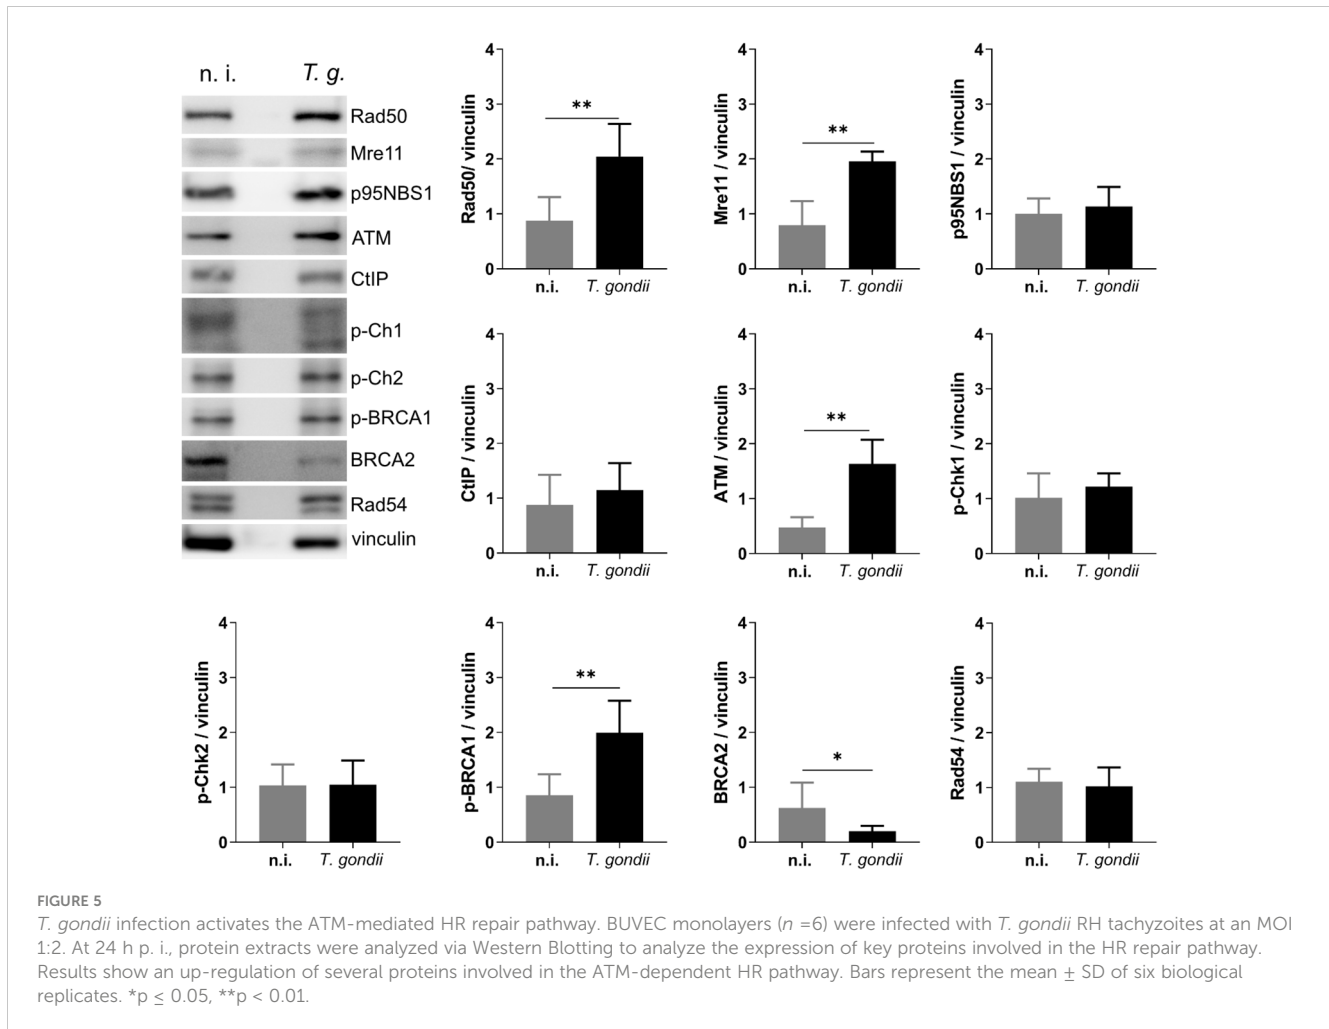 n. i. T. g.
Rad50
Mre11
p95NBS1
ATM
CtIP
p-Ch1
p-Ch2
p-BRCA1
BRCA2
Rad54
vinculin
Rad50/ vinculin
4
3
2
1
0
**
n.i. T. gondii
Mre11 / vinculin
4
3
2
1
0
**
n.i. T. gondii
p95NBS1 / vinculin
4
3
2
1
0
n.i. T. gondii
CtIP / vinculin
4
3
2
1
0
n.i. T. gondii
ATM / vinculin
4
3
2
1
0
**
n.i. T. gondii
p-Chk1 / vinculin
4
3
2
1
0
n.i. T. gondii
p-Chk2 / vinculin
4
3
2
1
0
n.i. T. gondii
p-BRCA1 / vinculin
4
3
2
1
0
**
n.i. T. gondii
BRCA2 / vinculin
4
3
2
1
0
*
n.i. T. gondii
Rad54 / vinculin
4
3
2
1
0
n.i. T. gondii
FIGURE 5
T. gondii infection activates the ATM-mediated HR repair pathway. BUVEC monolayers (n =6) were infected with T. gondii RH tachyzoites at an MOI
1:2. At 24 h p. i., protein extracts were analyzed via Western Blotting to analyze the expression of key proteins involved in the HR repair pathway.
Results show an up-regulation of several proteins involved in the ATM-dependent HR pathway. Bars represent the mean ± SD of six biological
replicates. *p ≤ 0.05, **p < 0.01.